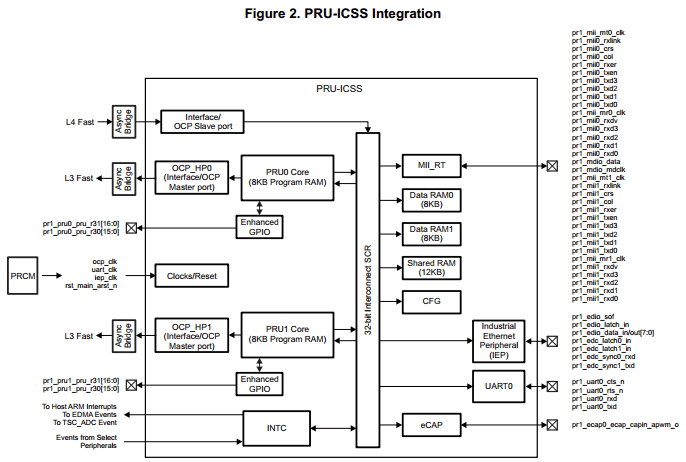 Figure 2. PRU-ICSS Integration
PRU-ICSS
L4 Fast
Async
Bridge
Interface/
OCP Slave port
L3 Fast
Async
Bridge
OCP_HP0
(Interface/OCP
Master port)
PRU0 Core
(8KB Program RAM)
pr1_pru0_pru_r31[16:0]
pr1_pru0_pru_r30[15:0]
Enhanced
GPIO
PRCM
ocp_clk
uart_clk
iep_clk
rst_main_arst_n
Clocks/Reset
L3 Fast
Async
Bridge
OCP_HP1
(Interface/OCP
Master port)
PRU1 Core
(8KB Program RAM)
pr1_pru1_pru_r31[16:0]
pr1_pru1_pru_r30[15:0]
Enhanced
GPIO
To Host ARM Interrupts
To EDMA Events
To TSC_ADC Event
Events from Select
Peripherals
INTC
32-bit Interconnect SCR
MII_RT
Data RAM0
(8KB)
Data RAM1
(8KB)
Shared RAM
(12KB)
CFG
Industrial
Ethernet
Peripheral
(IEP)
UART0
eCAP
pr1_mii_mt0_clk
pr1_mii0_rxlink
pr1_mii0_crs
pr1_mii0_col
pr1_mii0_rxer
pr1_mii0_txen
pr1_mii0_txd3
pr1_mii0_txd2
pr1_mii0_txd1
pr1_mii0_txd0
pr1_mii_mr0_clk
pr1_mii0_rxdv
pr1_mii0_rxd3
pr1_mii0_rxd2
pr1_mii0_rxd1
pr1_mii0_rxd0
pr1_mdio_data
pr1_mdio_mdclk
pr1_mii_mt1_clk
pr1_mii1_rxlink
pr1_mii1_crs
pr1_mii1_col
pr1_mii1_rxer
pr1_mii1_txen
pr1_mii1_txd3
pr1_mii1_txd2
pr1_mii1_txd1
pr1_mii1_txd0
pr1_mii_mr1_clk
pr1_mii1_rxdv
pr1_mii1_rxd3
pr1_mii1_rxd2
pr1_mii1_rxd1
pr1_mii1_rxd0
pr1_edio_sof
pr1_edio_latch_in
pr1_edio_data_in/out[7:0]
pr1_edc_latch0_in
pr1_edc_latch1_in
pr1_edc_sync0_rxd
pr1_edc_sync1_txd
pr1_uart0_cts_n
pr1_uart0_rts_n
pr1_uart0_rxd
pr1_uart0_txd
pr1_ecap0_ecap_capin_apwm_o